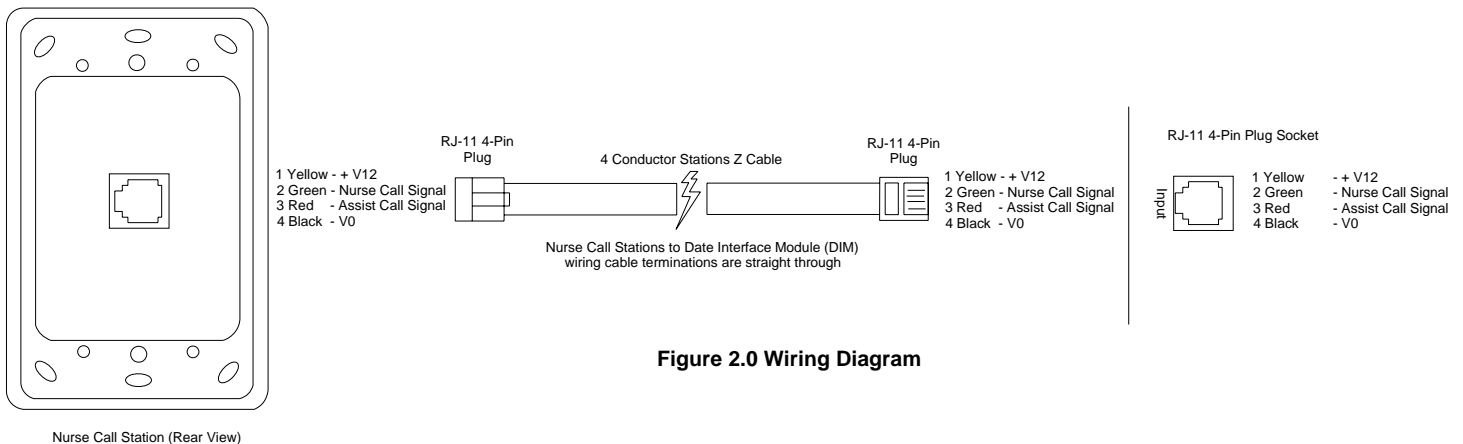 1 Yellow - + V12
2 Green - Nurse Call Signal
3 Red - Assist Call Signal
4 Black - V0
RJ-11 4-Pin
Plug
4 Conductor Stations Z Cable
Nurse Call Stations to Date Interface Module (DIM)
wiring cable terminations are straight through
RJ-11 4-Pin
Plug
1 Yellow - + V12
2 Green - Nurse Call Signal
3 Red - Assist Call Signal
4 Black - V0
RJ-11 4-Pin Plug Socket
Input
1 Yellow - + V12
2 Green - Nurse Call Signal
3 Red - Assist Call Signal
4 Black - V0
Figure 2.0 Wiring Diagram
Nurse Call Station (Rear View)